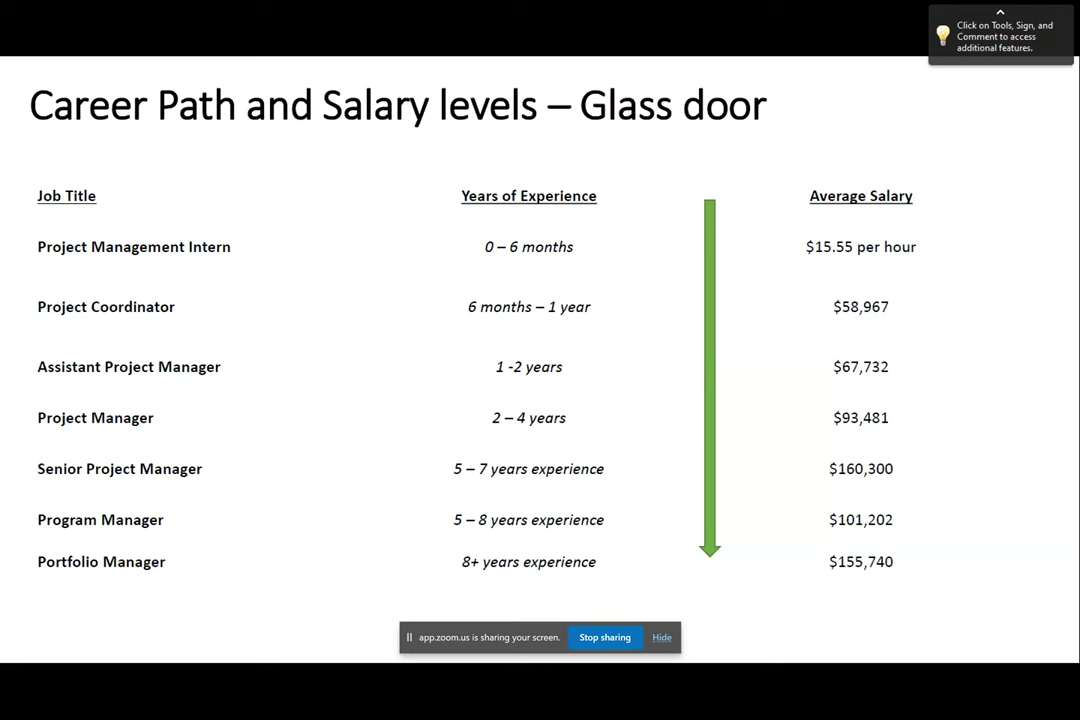 Click on Tools, Sign, and
Comment to access
additional features.
Career Path and Salary levels – Glass door
Job Title Years of Experience Average Salary
Project Management Intern 0 – 6 months $15.55 per hour
Project Coordinator 6 months – 1 year $58,967
Assistant Project Manager 1 -2 years $67,732
Project Manager 2 – 4 years $93,481
Senior Project Manager 5 – 7 years experience $160,300
Program Manager 5 – 8 years experience $101,202
Portfolio Manager 8+ years experience $155,740
app.zoom.us is sharing your screen. Stop sharing Hide